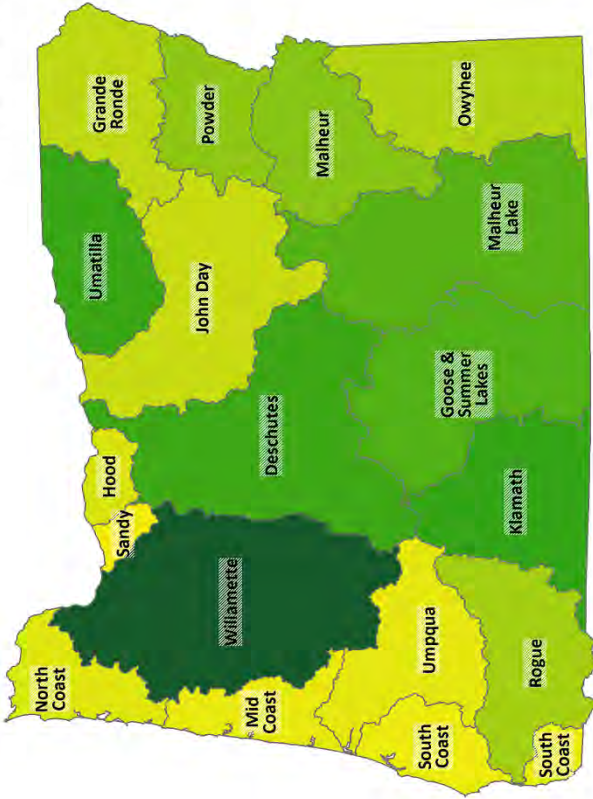 North
Coast
Sandy
Hood
Umatilla
Grande
Ronde
Powder
John Day
Willamette
Deschutes
Malheur
Mid
Coast
Umpqua
South
Coast
Goose &
Summer
Lakes
Malheur
Lake
Owyhee
Klamath
Rogue
South
Coast